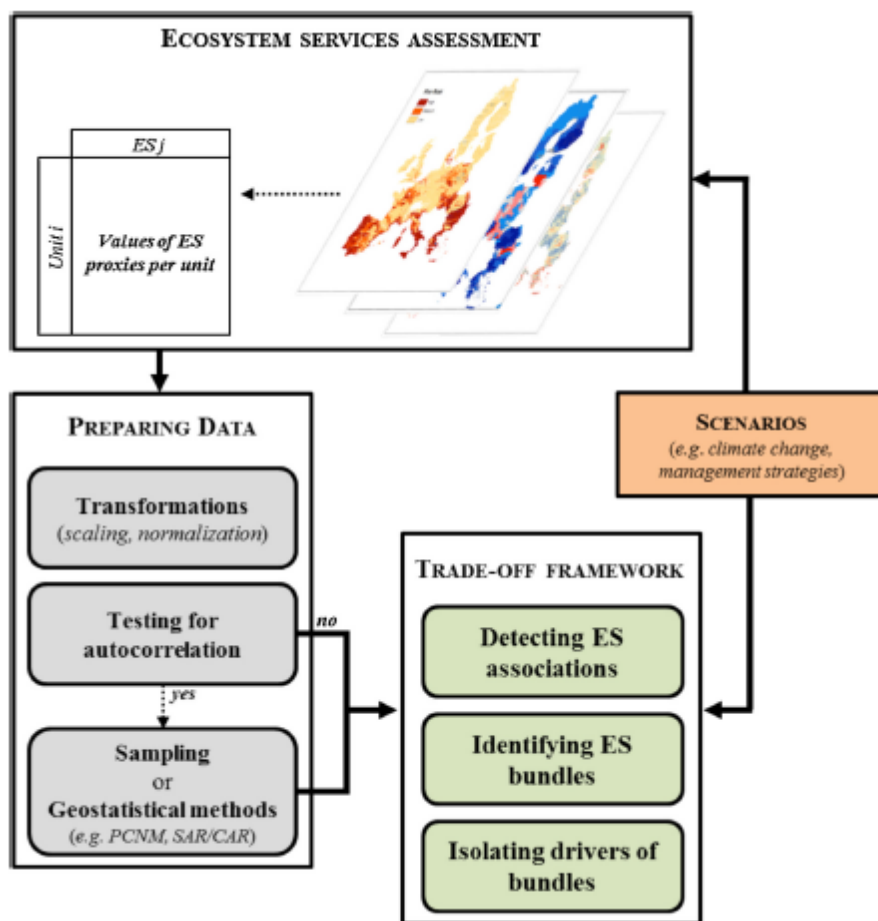 ECOSYSTEM SERVICES ASSESSMENT
ES j
Unit i
Values of ES
proxies per unit
PREPARING DATA
Transformations
(scaling, normalization)
Testing for
autocorrelation
no
yes
Sampling
or
Geostatistical methods
(e.g. PCNM, SAR/CAR)
SCENARIOS
(e.g. climate change,
management strategies)
TRADE-OFF FRAMEWORK
Detecting ES
associations
Identifying ES
bundles
Isolating drivers of
bundles